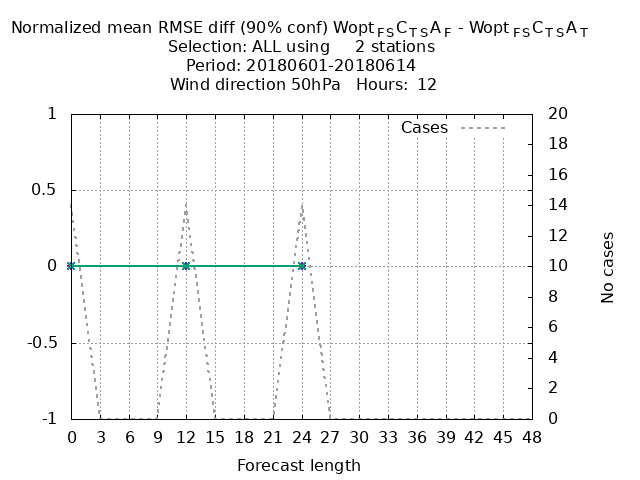 Normalized mean RMSE diff (90% conf) Wopt FS C TS A F - Wopt FS C TS A T
Selection: ALL using 2 stations
Period: 20180601-20180614
Wind direction 50hPa Hours: 12
Cases
1
0.5
0
-0.5
-1
20
18
16
14
12
10
8
6
4
2
0
No cases
0 3 6 9 12 15 18 21 24 27 30 33 36 39 42 45 48
Forecast length